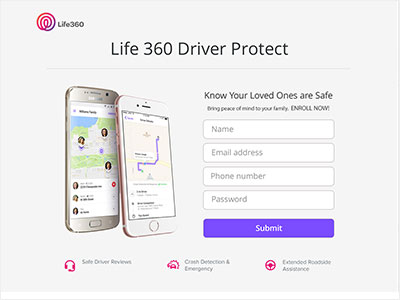 Life360
Life 360 Driver Protect
Know Your Loved Ones are Safe
Bring peace of mind to your family. ENROLL NOW!
Name
Email address
Phone number
Password
Submit
Safe Driver Reviews
Crash Detection &
Emergency
Extended Roadside
Assistance